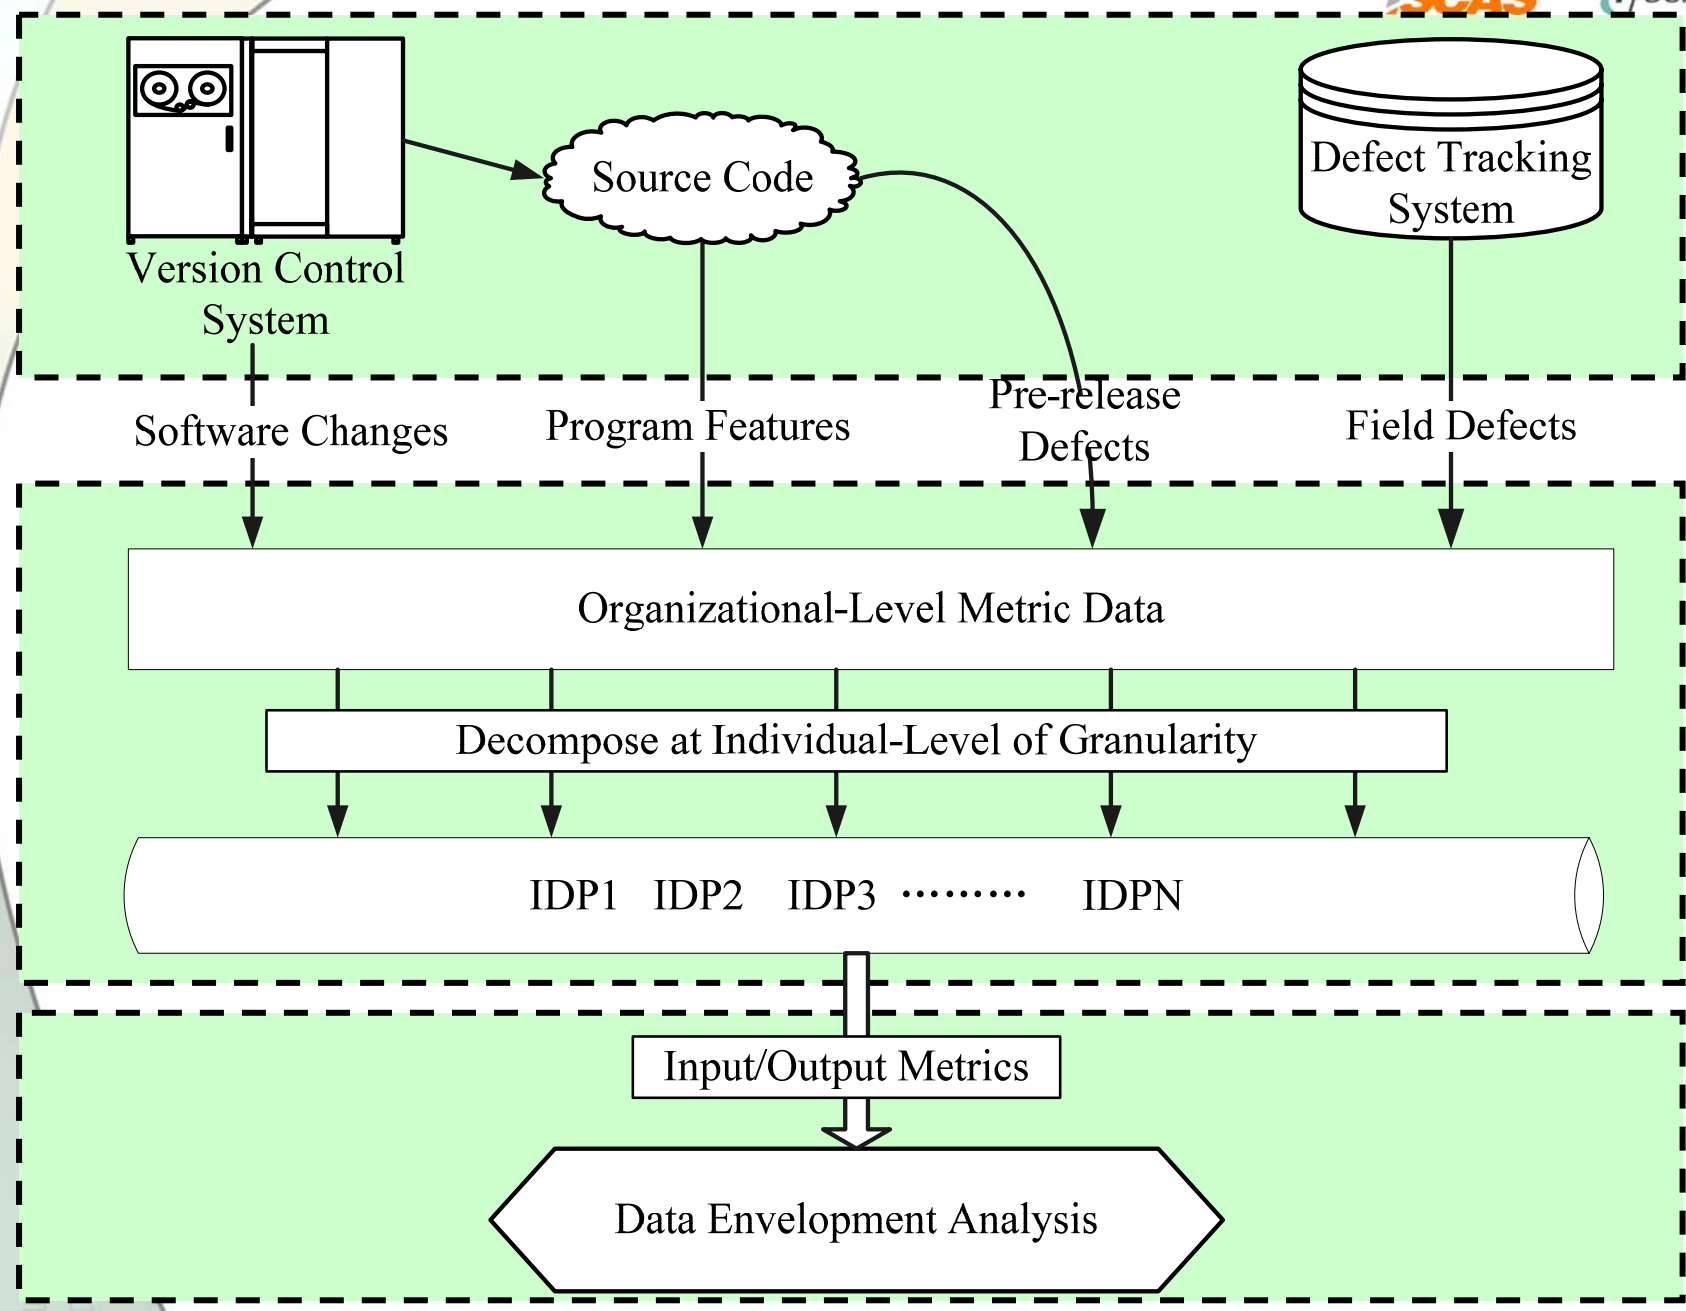 Source Code
Defect Tracking
System
Version Control
System
Software Changes
Program Features
Pre-release
Defects
Field Defects
Organizational-Level Metric Data
Decompose at Individual-Level of Granularity
IDP1 IDP2 IDP3 ········· IDPN
Input/Output Metrics
Data Envelopment Analysis